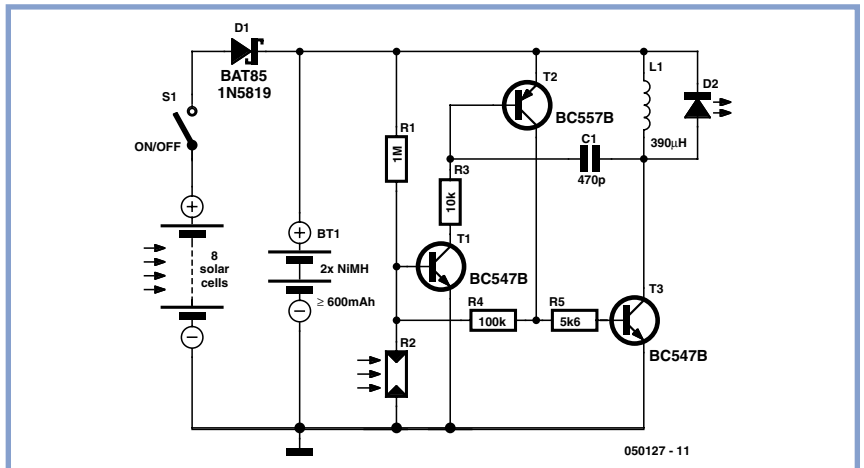 D1
BAT85
1N5819
S1
ON/OFF
8
solar
cells
BT1
2x NiMH
≥ 600mAh
R1
1M
R2
R3
10k
T1
BC547B
R4
100k
R5
5k6
T2
BC557B
C1
470p
L1
390μH
D2
T3
BC547B
050127 - 11